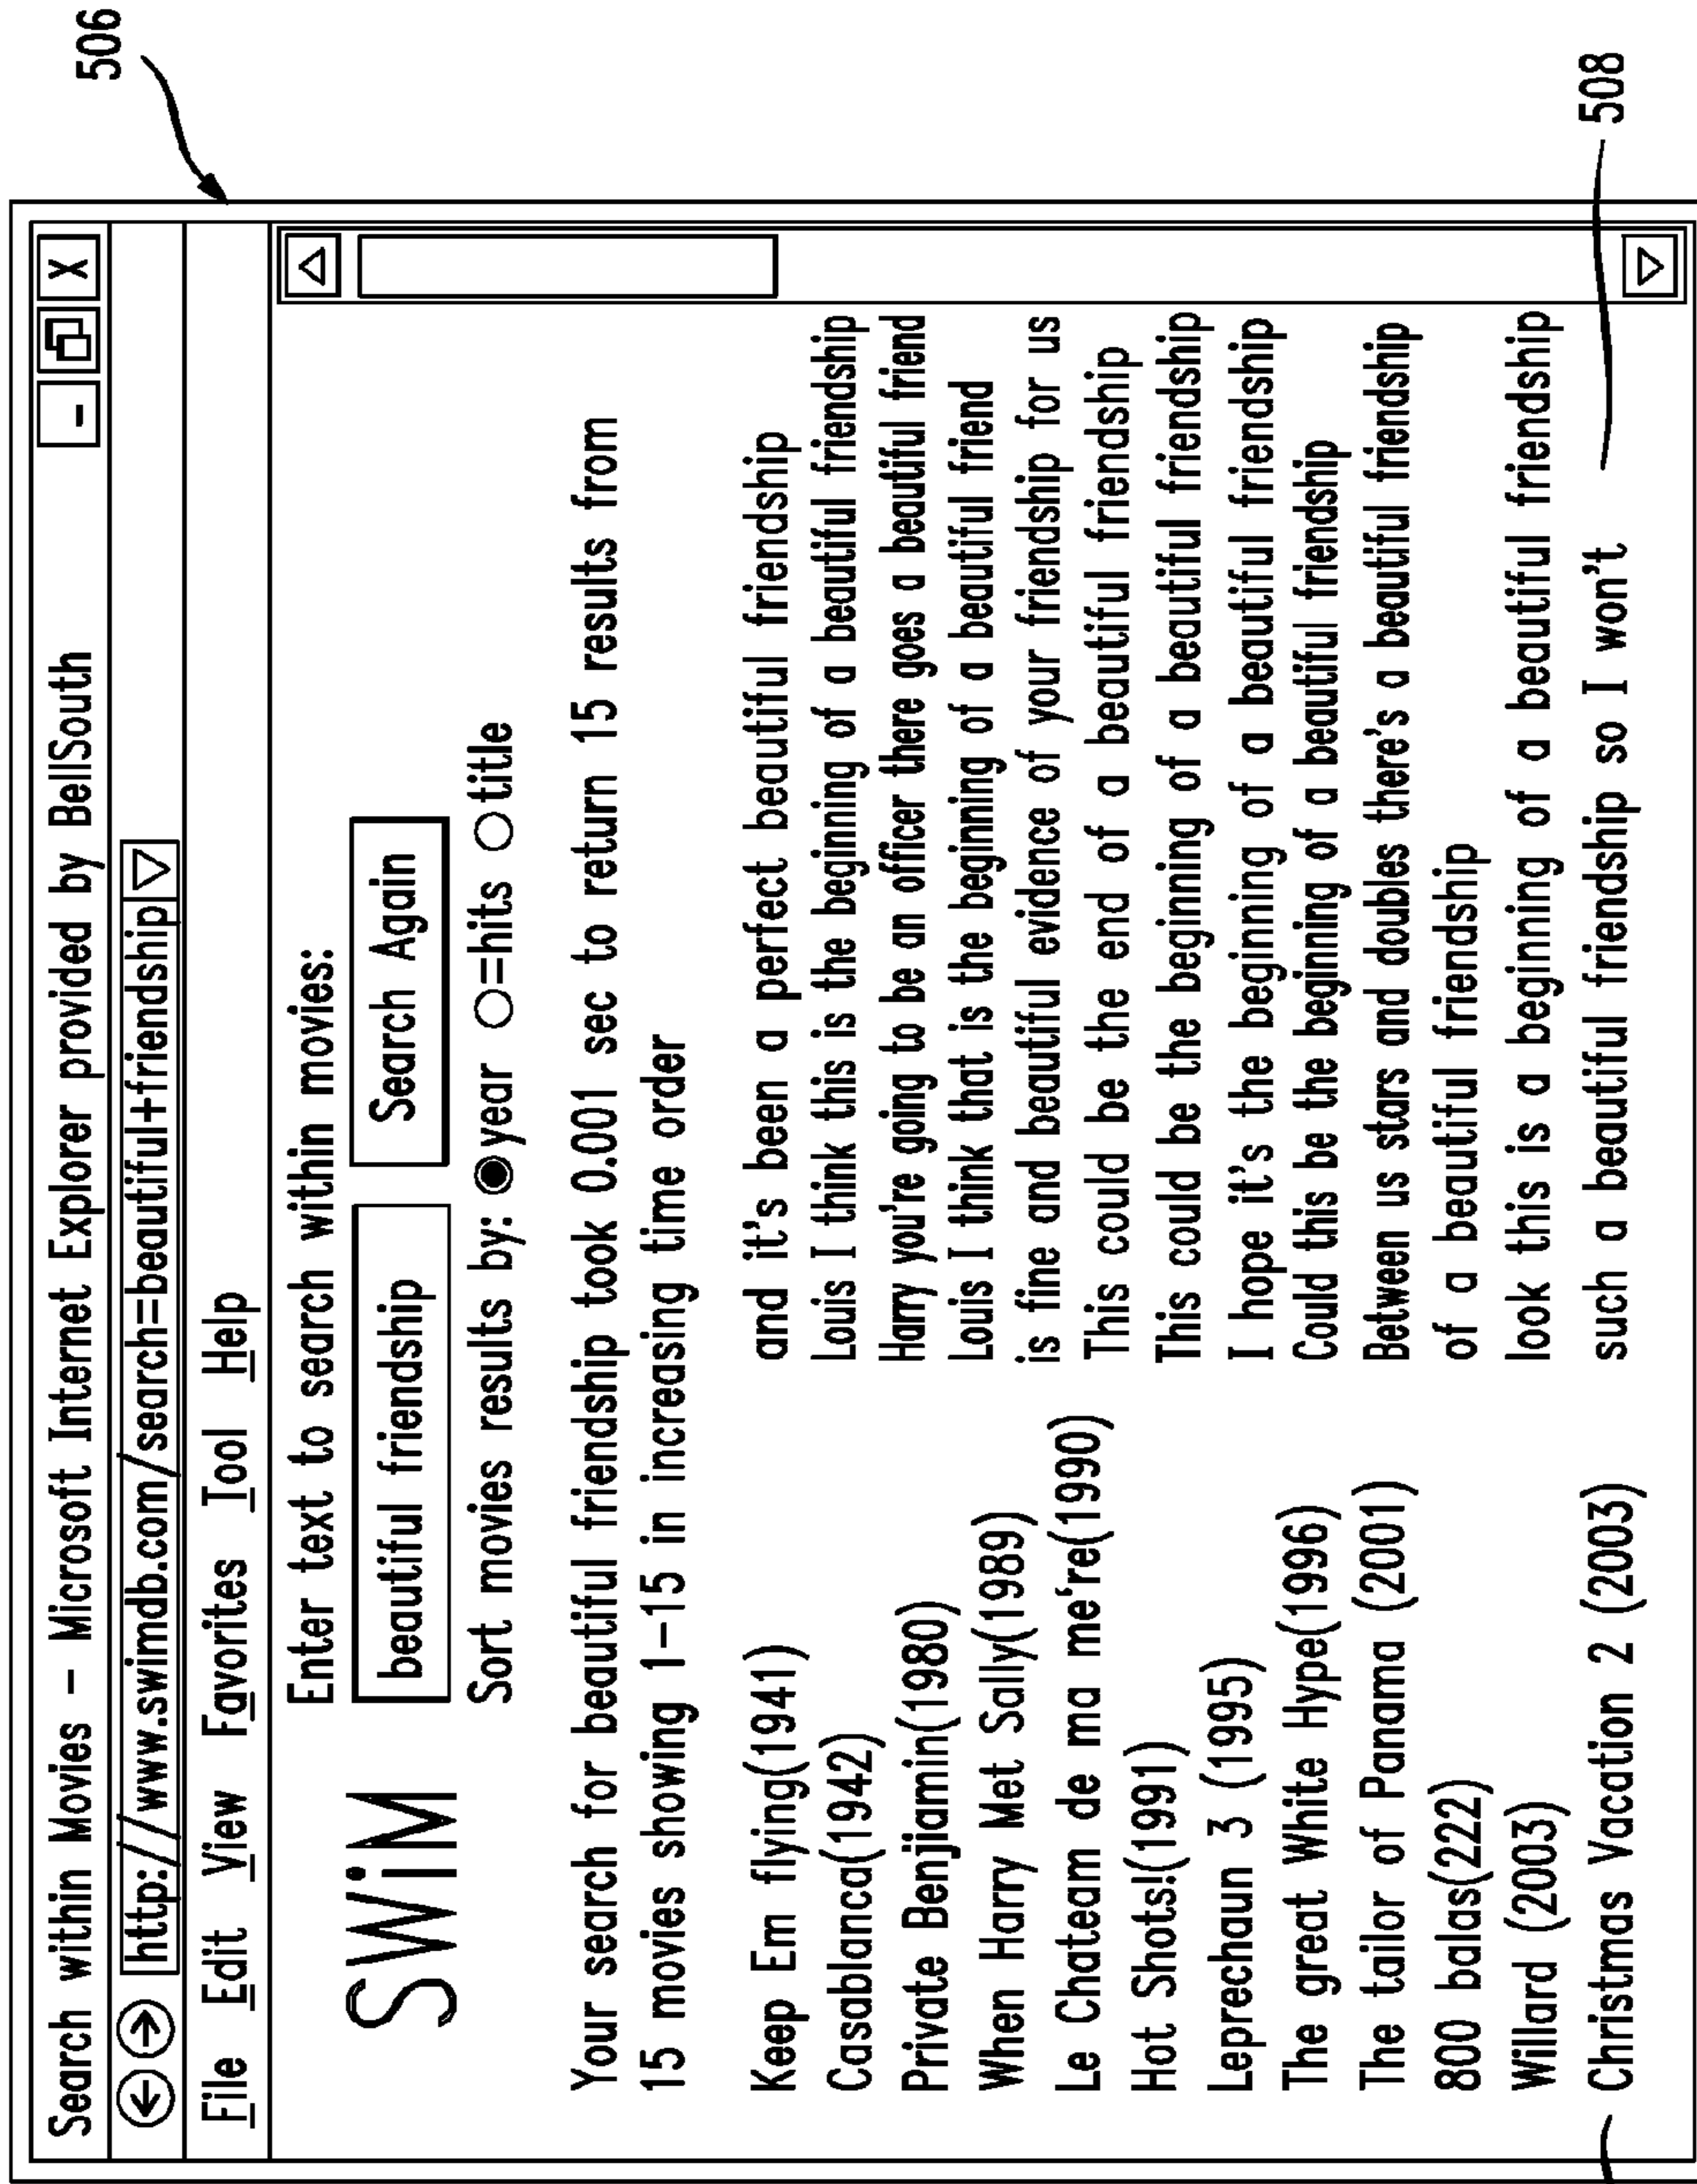 506
Search within Movies - Microsoft Internet Explorer provided by BellSouth
- X
http://www.swimdb.com/search=beautiful+friendship
File Edit View Favorites Tool Help
SWiM
Enter text to search within movies:
beautiful friendship Search Again
Sort movies results by: year =hits title
Your search for beautiful friendship took 0.001 sec to return 15 results from
15 movies showing 1-15 in increasing time order
Keep Em flying(1941)
Casablanca(1942)
Private Benjiamin(1980)
When Harry Met Sally(1989)
Le Chateam de ma me‘re(1990)
Hot Shots!(1991)
Leprechaun 3 (1995)
The great White Hype(1996)
The tailor of Panama (2001)
800 balas(222)
Willard (2003)
Christmas Vacation 2 (2003)
and it's been a perfect beautiful friendship
Louis I think this is the beginning of a beautiful friendship
Harry you're going to be an officer there goes a beautiful friend
Louis I think that is the beginning of a beautiful friend
is fine and beautiful evidence of your friendship for us
This could be the end of a beautiful friendship
This could be the beginning of a beautiful friendship
I hope it's the beginning of a beautiful friendship
Could this be the beginning of a beautiful friendship
Between us stars and doubles there's a beautiful friendship
of a beautiful friendship
look this is a beginning of a beautiful friendship
such a beautiful friendship so I won't
508